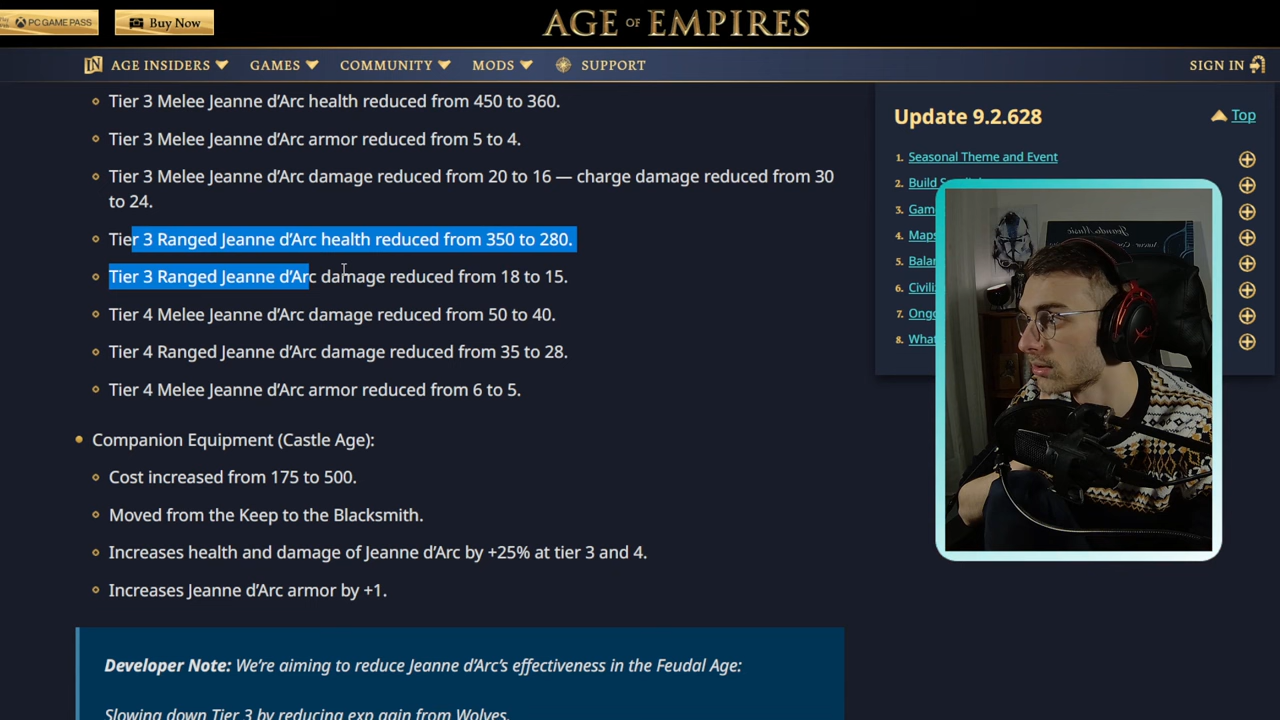 PC GAME PASS
Buy Now
AGE OF EMPIRES
IN AGE INSIDERS GAMES COMMUNITY MODS SUPPORT SIGN IN
Tier 3 Melee Jeanne d’Arc health reduced from 450 to 360.
Tier 3 Melee Jeanne d’Arc armor reduced from 5 to 4.
Tier 3 Melee Jeanne d’Arc damage reduced from 20 to 16 — charge damage reduced from 30
to 24.
Tier 3 Ranged Jeanne d’Arc health reduced from 350 to 280.
Tier 3 Ranged Jeanne d’Arc damage reduced from 18 to 15.
Tier 4 Melee Jeanne d’Arc damage reduced from 50 to 40.
Tier 4 Ranged Jeanne d’Arc damage reduced from 35 to 28.
Tier 4 Melee Jeanne d’Arc armor reduced from 6 to 5.
Companion Equipment (Castle Age):
Cost increased from 175 to 500.
Moved from the Keep to the Blacksmith.
Increases health and damage of Jeanne d’Arc by +25% at tier 3 and 4.
Increases Jeanne d’Arc armor by +1.
Developer Note: We’re aiming to reduce Jeanne d’Arc’s effectiveness in the Feudal Age:
Slowing down Tier 3 by reducing exp gain from Wolves.
Update 9.2.628 Top
1. Seasonal Theme and Event
2. Build
3. Gam
4. Maps
5. Balan
6. Civili
7. Ongo
8. What